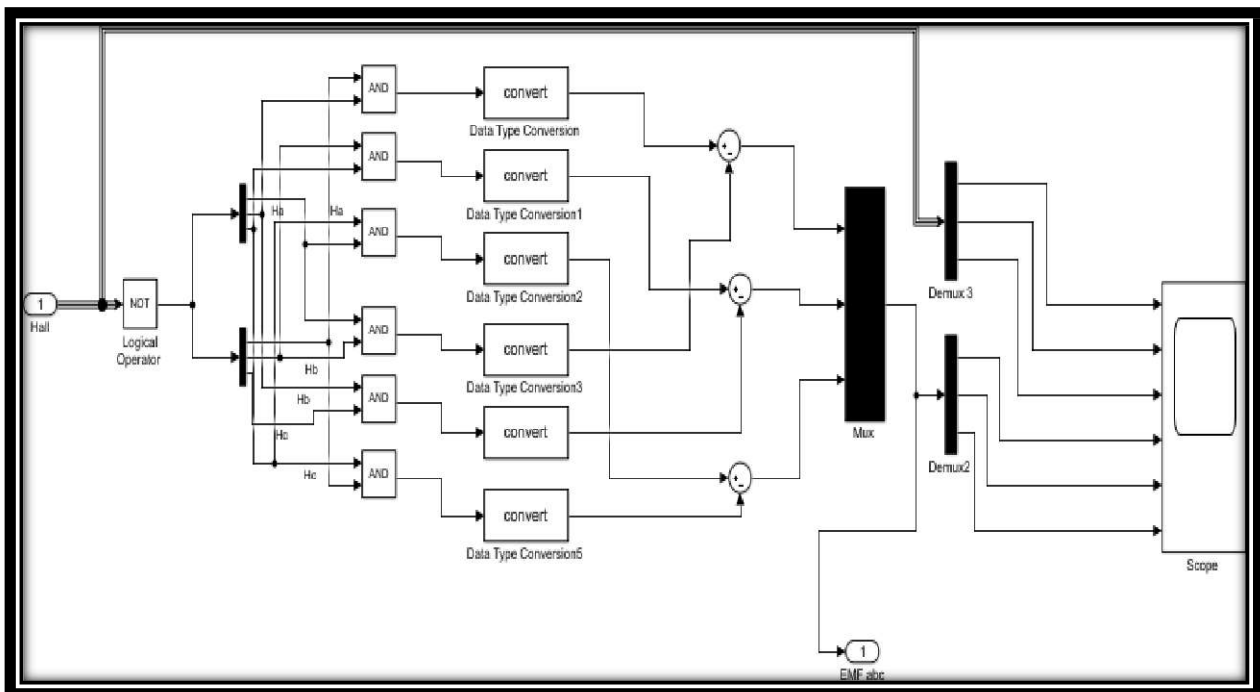 AND
convert
Data Type Conversion
AND
convert
Data Type Conversion1
Ha
Ha
AND
convert
Data Type Conversion2
Demux 3
1
Hall
NOT
Logical
Operator
AND
convert
Data Type Conversion3
Hb
Hb
AND
convert
Mux
Demux2
Hc
Hc
AND
convert
Data Type Conversion5
Scope
1
EMF abc